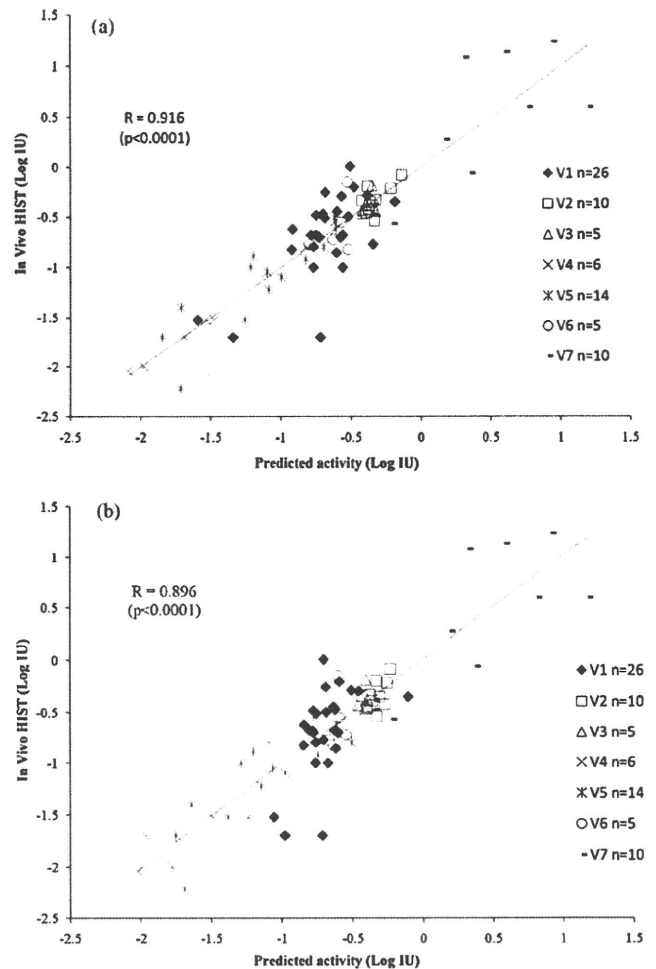 (a)
1.5
1
0.5
0
-0.5
-1
-1.5
-2
-2.5
In Vivo HIST (Log IU)
R = 0.916
(p<0.0001)
V1 n=26
V2 n=10
V3 n=5
V4 n=6
V5 n=14
V6 n=5
V7 n=10
-2.5 -2 -1.5 -1 -0.5 0 0.5 1 1.5
Predicted activity (Log IU)
(b)
1.5
1
0.5
0
-0.5
-1
-1.5
-2
-2.5
In Vivo HIST (Log IU)
R = 0.896
(p<0.0001)
V1 n=26
V2 n=10
V3 n=5
V4 n=6
V5 n=14
V6 n=5
V7 n=10
-2.5 -2 -1.5 -1 -0.5 0 0.5 1 1.5
Predicted activity (Log IU)